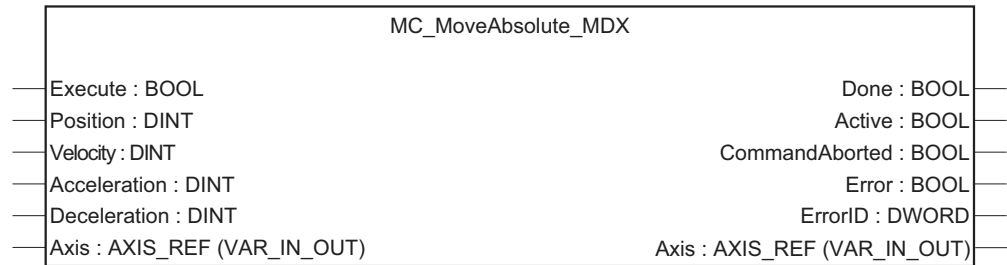 MC_MoveAbsolute_MDX
Execute : BOOL Done : BOOL
Position : DINT Active : BOOL
Velocity : DINT CommandAborted : BOOL
Acceleration : DINT Error : BOOL
Deceleration : DINT ErrorID : DWORD
Axis : AXIS_REF (VAR_IN_OUT) Axis : AXIS_REF (VAR_IN_OUT)